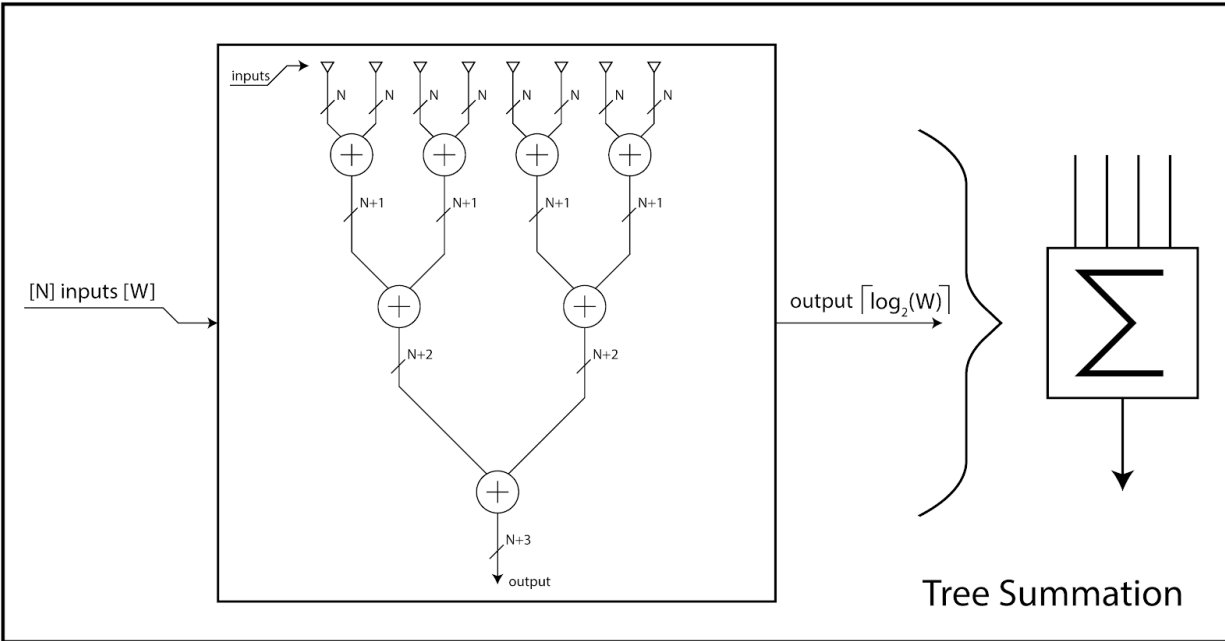 inputs
N N N N N N N N
+ + + +
N+1 N+1 N+1 N+1
+ +
[N] inputs [W]
output ⌈log₂(W)⌉
Σ
N+2 N+2
+
N+3
output
Tree Summation